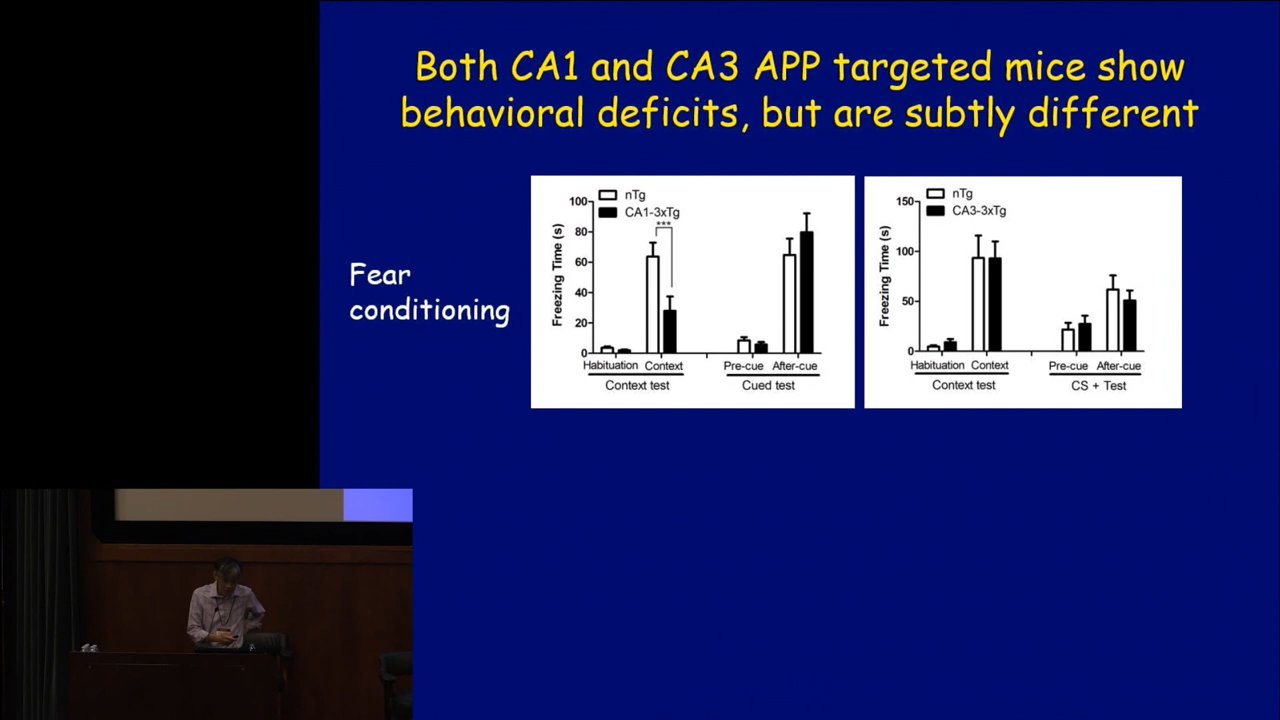 Both CA1 and CA3 APP targeted mice show
behavioral deficits, but are subtly different
Fear
conditioning
nTg
CA1-3xTg
***
Freezing Time (s)
100
80
60
40
20
0
Habituation Context Pre-cue After-cue
Context test Cued test
nTg
CA3-3xTg
Freezing Time (s)
150
100
50
0
Habituation Context Pre-cue After-cue
Context test CS + Test